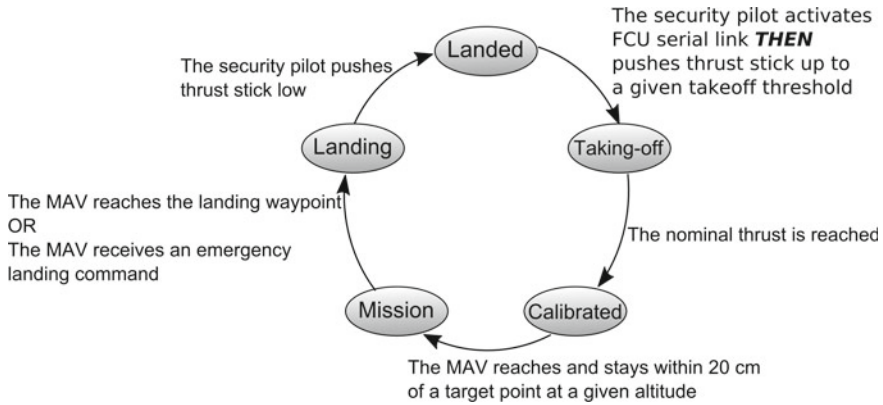 Landed
The security pilot activates
FCU serial link THEN
pushes thrust stick up to
a given takeoff threshold
The security pilot pushes
thrust stick low
Landing
Taking-off
The MAV reaches the landing waypoint
OR
The MAV receives an emergency
landing command
The nominal thrust is reached
Mission
Calibrated
The MAV reaches and stays within 20 cm
of a target point at a given altitude